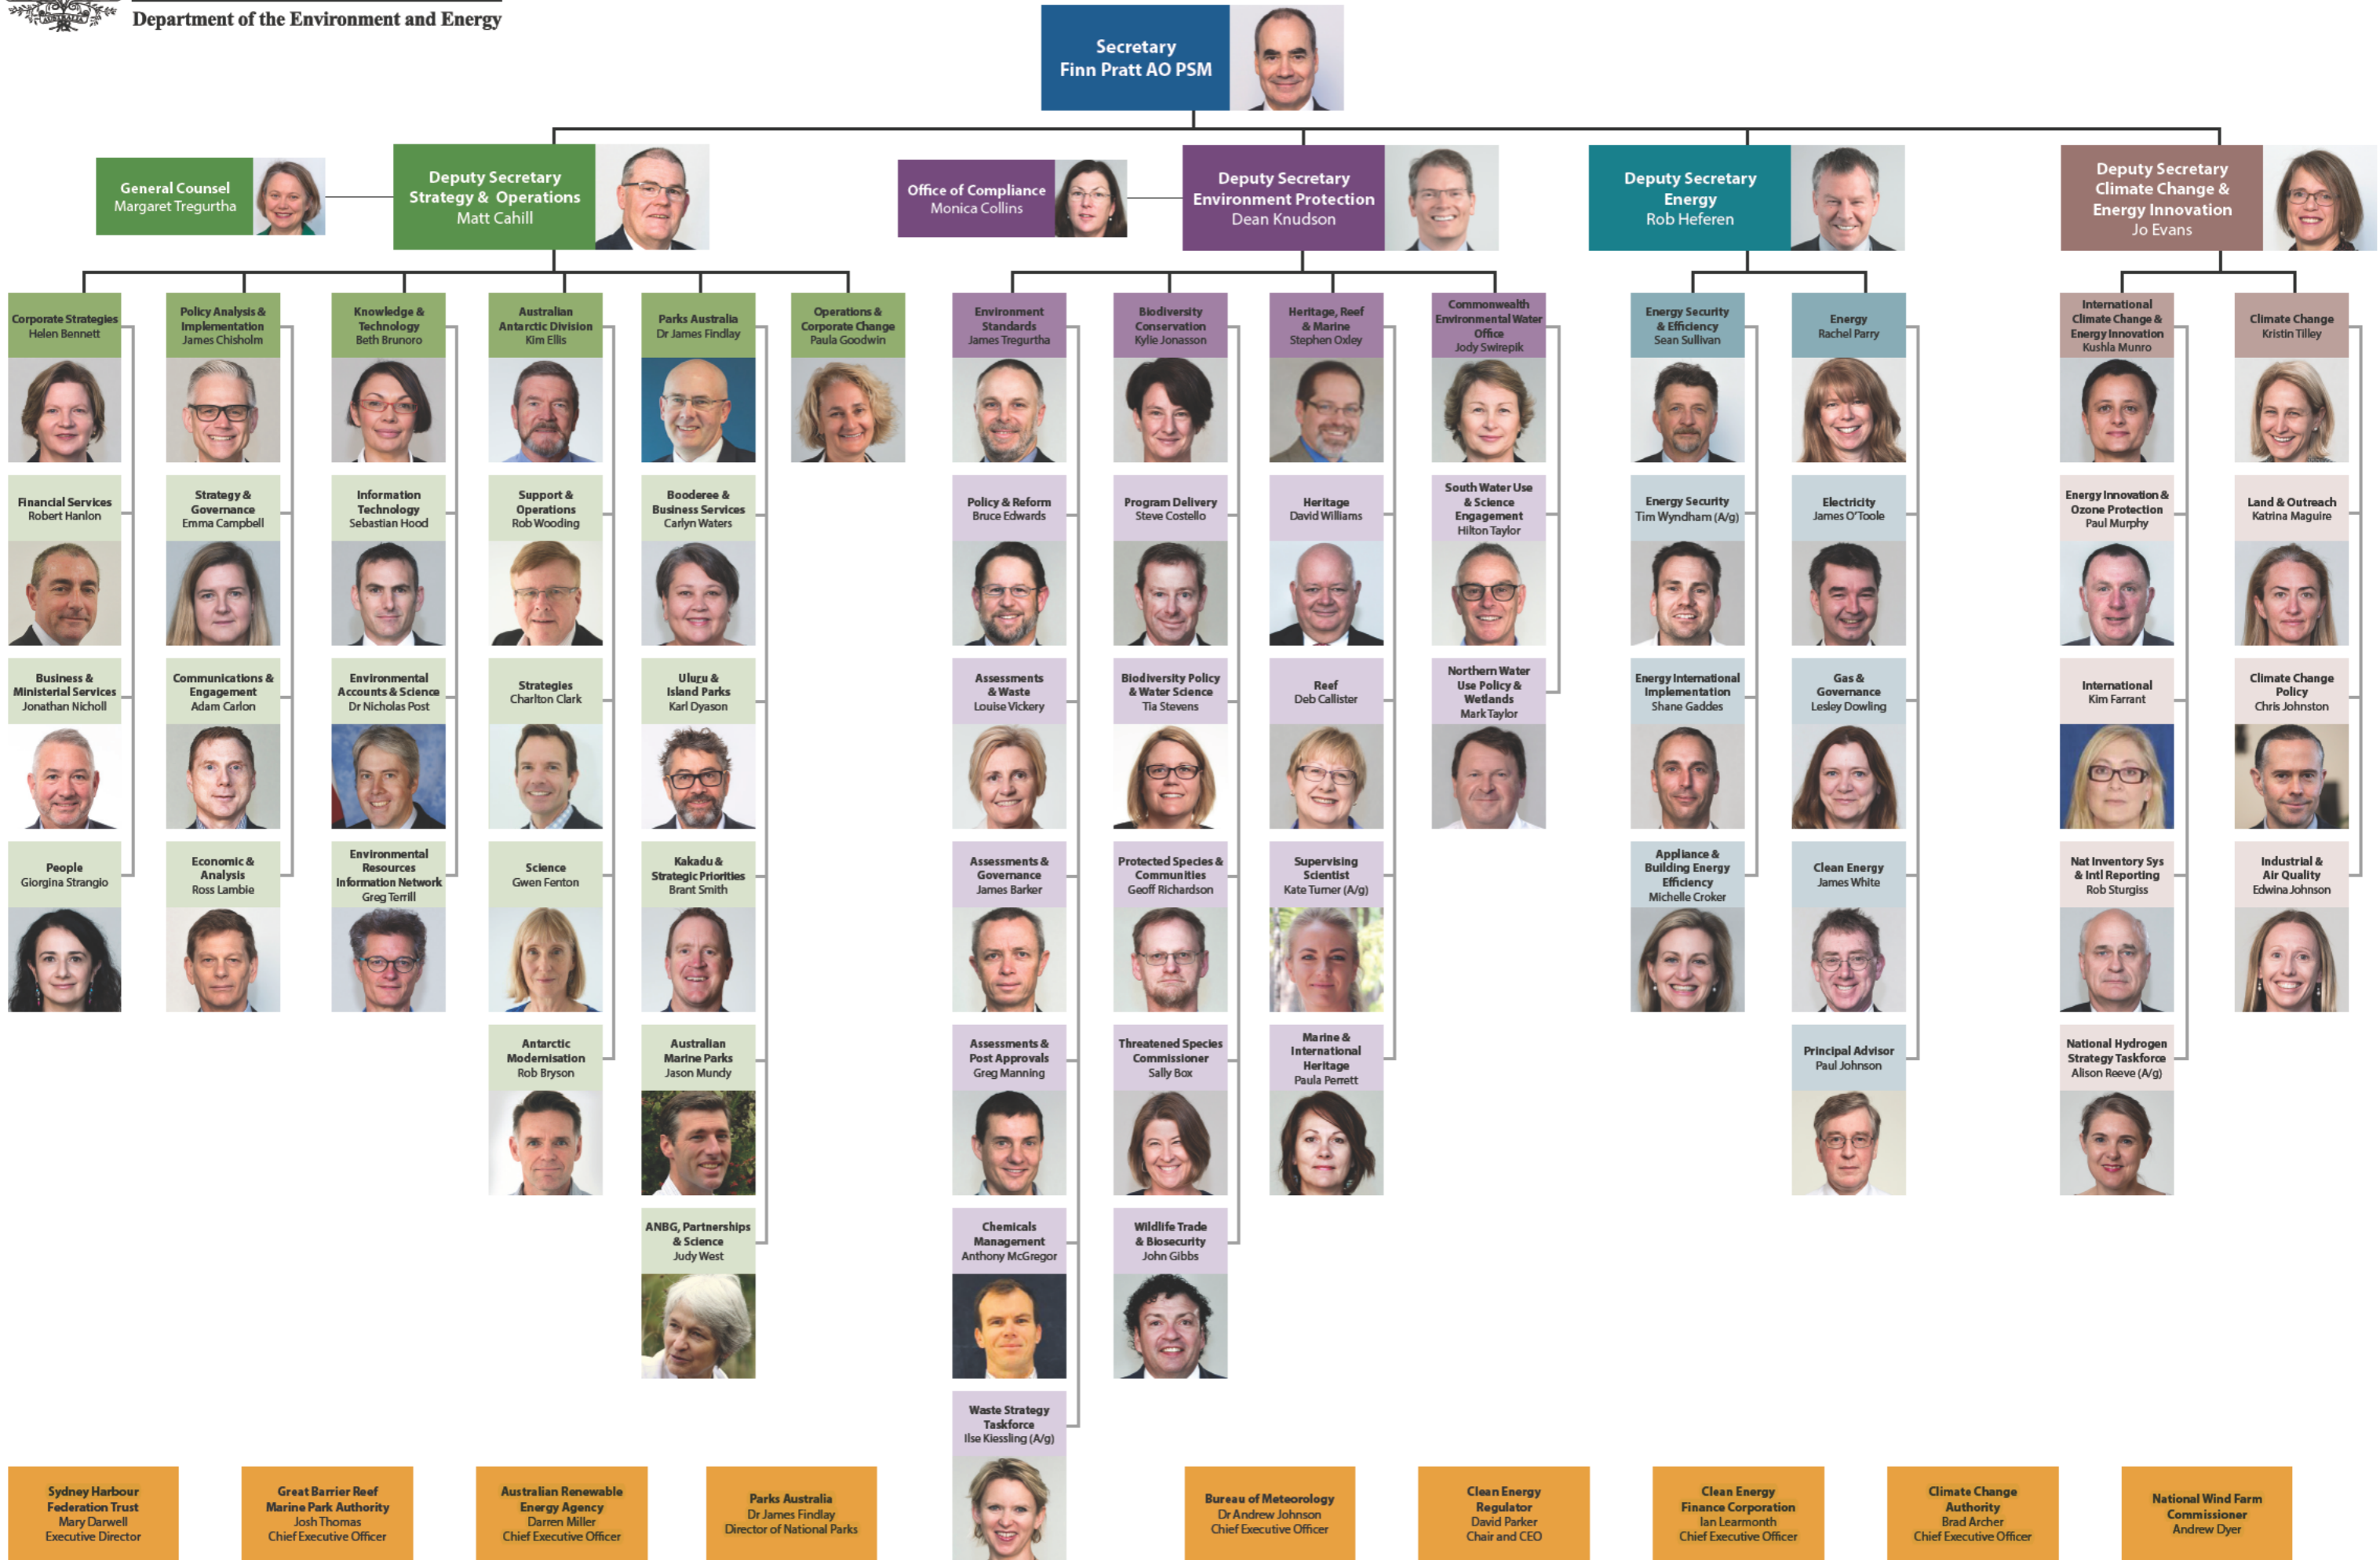 AUSTRALIA
Department of the Environment and Energy
Secretary
Finn Pratt AO PSM
General Counsel
Margaret Tregurtha
Deputy Secretary
Strategy & Operations
Matt Cahill
Office of Compliance
Monica Collins
Deputy Secretary
Environment Protection
Dean Knudson
Deputy Secretary
Energy
Rob Heferen
Deputy Secretary
Climate Change &
Energy Innovation
Jo Evans
Corporate Strategies
Helen Bennett
Financial Services
Robert Hanlon
Business &
Ministerial Services
Jonathan Nicholl
People
Giorgina Strangio
Policy Analysis &
Implementation
James Chisholm
Strategy &
Governance
Emma Campbell
Communications &
Engagement
Adam Carlon
Economic &
Analysis
Ross Lambie
Knowledge &
Technology
Beth Brunoro
Information
Technology
Sebastian Hood
Environmental
Accounts & Science
Dr Nicholas Post
Environmental
Resources
Information Network
Greg Terrill
Australian
Antarctic Division
Kim Ellis
Support &
Operations
Rob Wooding
Strategies
Charlton Clark
Science
Gwen Fenton
Antarctic
Modernisation
Rob Bryson
Parks Australia
Dr James Findlay
Booderee &
Business Services
Carlyn Waters
Uluṟu &
Island Parks
Karl Dyason
Kakadu &
Strategic Priorities
Brant Smith
Australian
Marine Parks
Jason Mundy
ANBG, Partnerships
& Science
Judy West
Operations &
Corporate Change
Paula Goodwin
Environment
Standards
James Tregurtha
Policy & Reform
Bruce Edwards
Assessments
& Waste
Louise Vickery
Assessments &
Governance
James Barker
Assessments &
Post Approvals
Greg Manning
Chemicals
Management
Anthony McGregor
Waste Strategy
Taskforce
Ilse Kiessling (A/g)
Biodiversity
Conservation
Kylie Jonasson
Program Delivery
Steve Costello
Biodiversity Policy
& Water Science
Tia Stevens
Protected Species &
Communities
Geoff Richardson
Threatened Species
Commissioner
Sally Box
Wildlife Trade
& Biosecurity
John Gibbs
Heritage, Reef
& Marine
Stephen Oxley
Heritage
David Williams
Reef
Deb Callister
Supervising
Scientist
Kate Turner (A/g)
Marine &
International
Heritage
Paula Perrett
Commonwealth
Environmental Water
Office
Jody Swirepik
South Water Use
& Science
Engagement
Hilton Taylor
Northern Water
Use Policy &
Wetlands
Mark Taylor
Energy Security
& Efficiency
Sean Sullivan
Energy Security
Tim Wyndham (A/g)
Energy International
Implementation
Shane Gaddes
Appliance &
Building Energy
Efficiency
Michelle Croker
Energy
Rachel Parry
Electricity
James O'Toole
Gas &
Governance
Lesley Dowling
Clean Energy
James White
Principal Advisor
Paul Johnson
International
Climate Change &
Energy Innovation
Kushla Munro
Energy Innovation &
Ozone Protection
Paul Murphy
International
Kim Farrant
Nat Inventory Sys
& Intl Reporting
Rob Sturgiss
National Hydrogen
Strategy Taskforce
Alison Reeve (A/g)
Climate Change
Kristin Tilley
Land & Outreach
Katrina Maguire
Climate Change
Policy
Chris Johnston
Industrial &
Air Quality
Edwina Johnson
Sydney Harbour
Federation Trust
Mary Darwell
Executive Director
Great Barrier Reef
Marine Park Authority
Josh Thomas
Chief Executive Officer
Australian Renewable
Energy Agency
Darren Miller
Chief Executive Officer
Parks Australia
Dr James Findlay
Director of National Parks
Bureau of Meteorology
Dr Andrew Johnson
Chief Executive Officer
Clean Energy
Regulator
David Parker
Chair and CEO
Clean Energy
Finance Corporation
Ian Learmonth
Chief Executive Officer
Climate Change
Authority
Brad Archer
Chief Executive Officer
National Wind Farm
Commissioner
Andrew Dyer